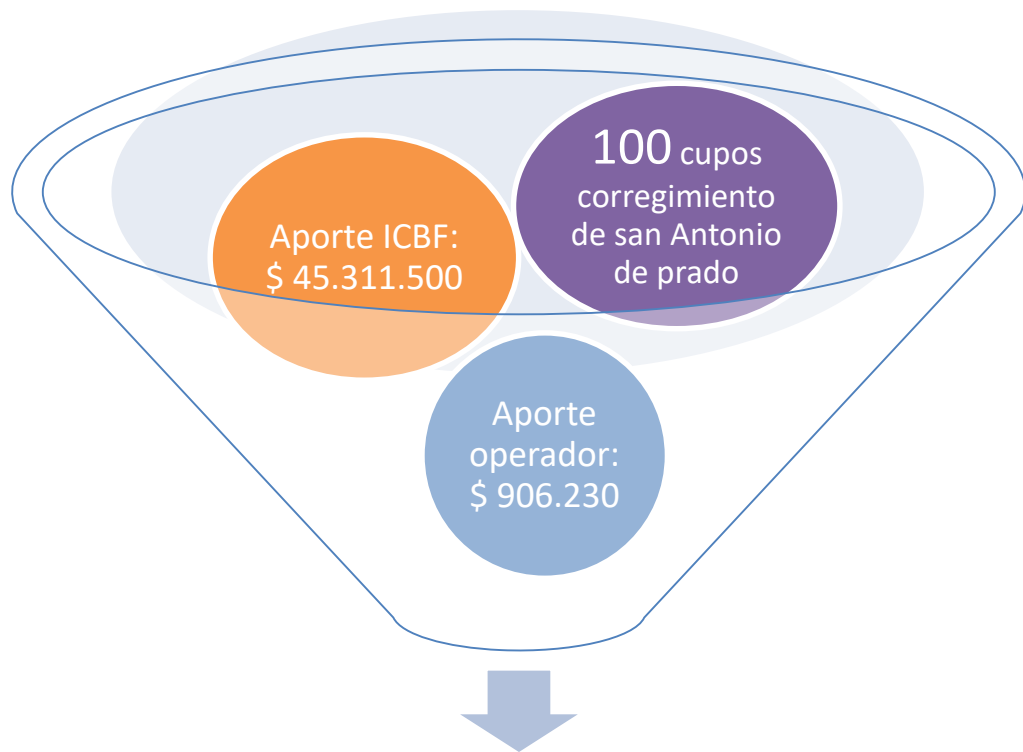 100 cupos
corregimiento
de san Antonio
de prado
Aporte ICBF:
$ 45.311.500
Aporte
operador:
$ 906.230